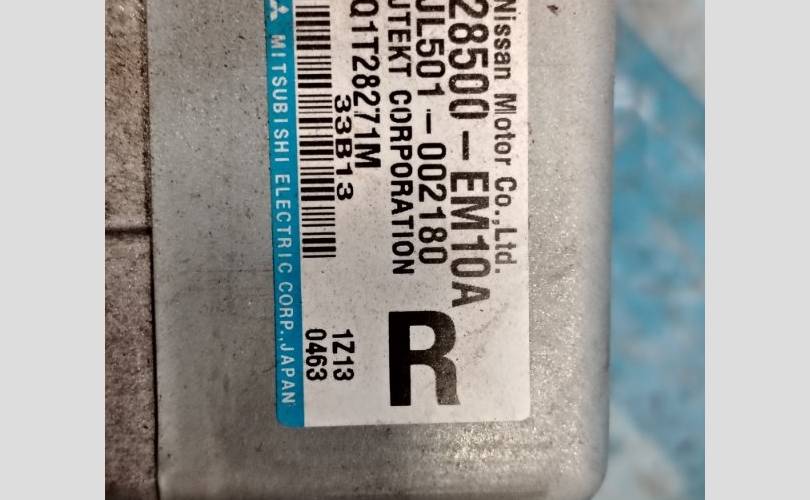 Nissan Motor Co.,Ltd.
28500-EM10A
JL501-002180
JTEKT CORPORATION
Q1T28271M
33B13
R
1Z13
0463
MITSUBISHI ELECTRIC CORP.,JAPAN